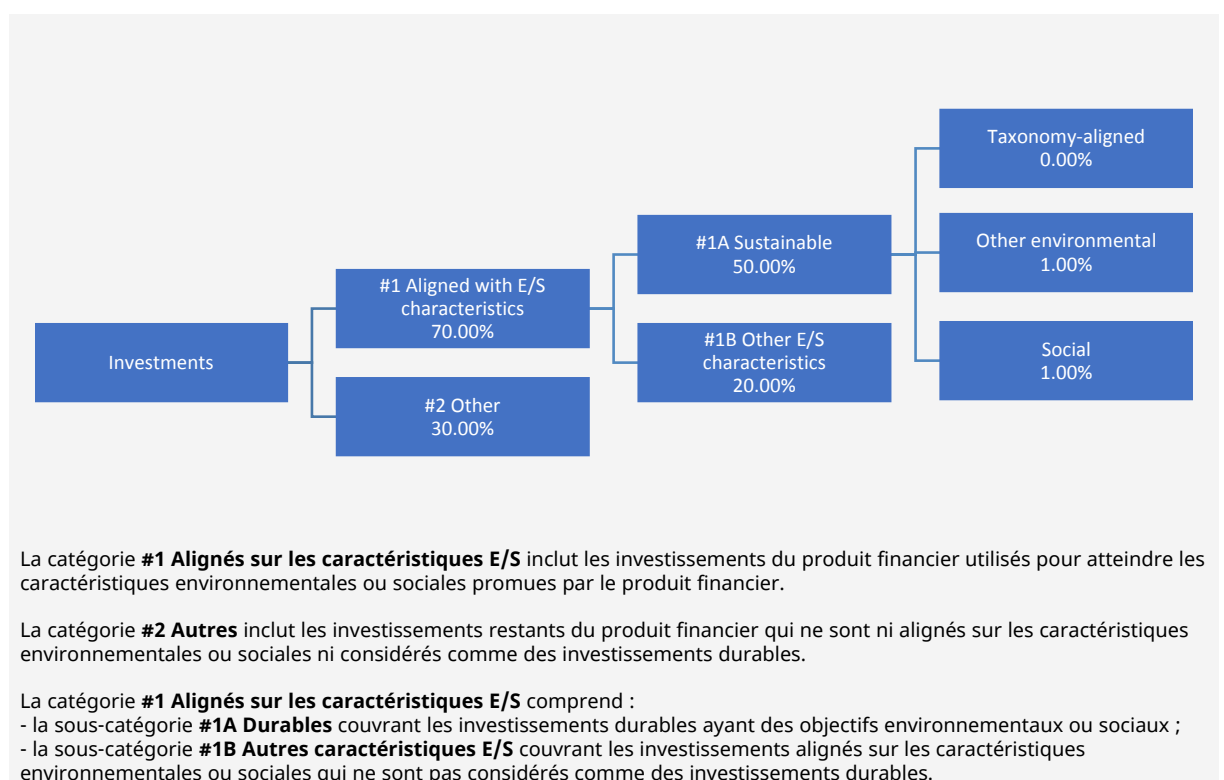 Taxonomy-aligned
0.00%
#1A Sustainable
50.00%
Other environmental
1.00%
#1 Aligned with E/S
characteristics
70.00%
Investments
#1B Other E/S
characteristics
20.00%
Social
1.00%
#2 Other
30.00%
La catégorie #1 Alignés sur les caractéristiques E/S inclut les investissements du produit financier utilisés pour atteindre les
caractéristiques environnementales ou sociales promues par le produit financier.
La catégorie #2 Autres inclut les investissements restants du produit financier qui ne sont ni alignés sur les caractéristiques
environnementales ou sociales ni considérés comme des investissements durables.
La catégorie #1 Alignés sur les caractéristiques E/S comprend :
- la sous-catégorie #1A Durables couvrant les investissements durables ayant des objectifs environnementaux ou sociaux ;
- la sous-catégorie #1B Autres caractéristiques E/S couvrant les investissements alignés sur les caractéristiques
environnementales ou sociales qui ne sont pas considérés comme des investissements durables.